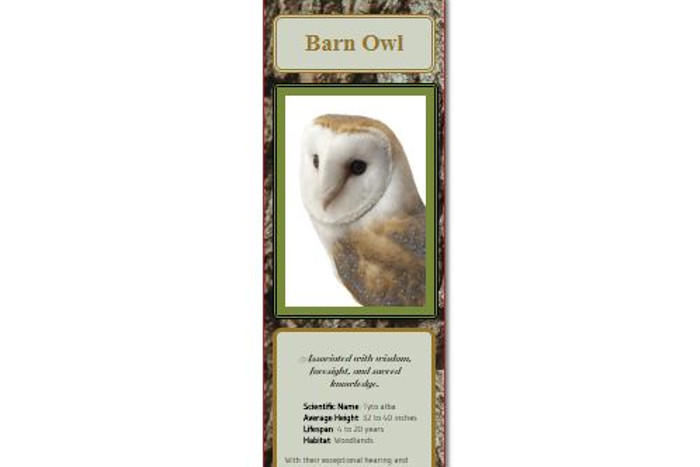 Barn Owl
Associated with wisdom,
foresight, and sacred
knowledge.
Scientific Name: Tyto alba
Average Height: 32 to 40 inches
Lifespan: 4 to 20 years
Habitat: Woodlands
With their exceptional hearing and